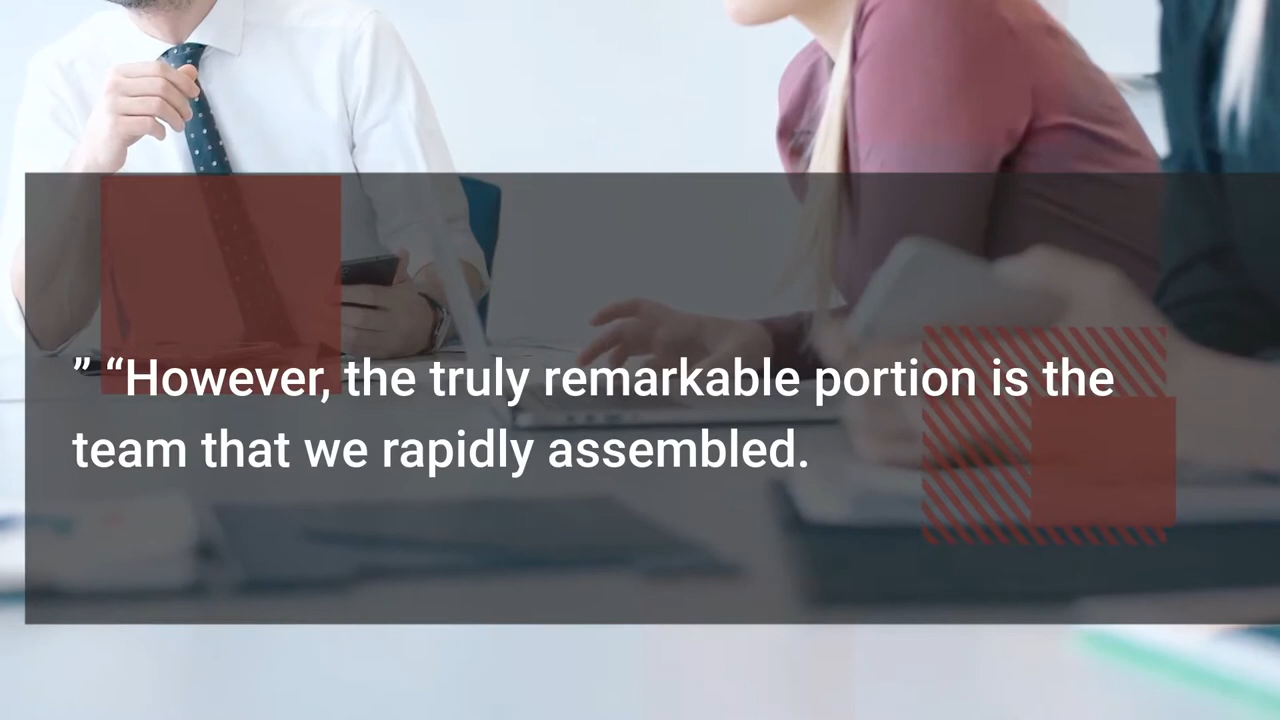 ” “However, the truly remarkable portion is the
team that we rapidly assembled.